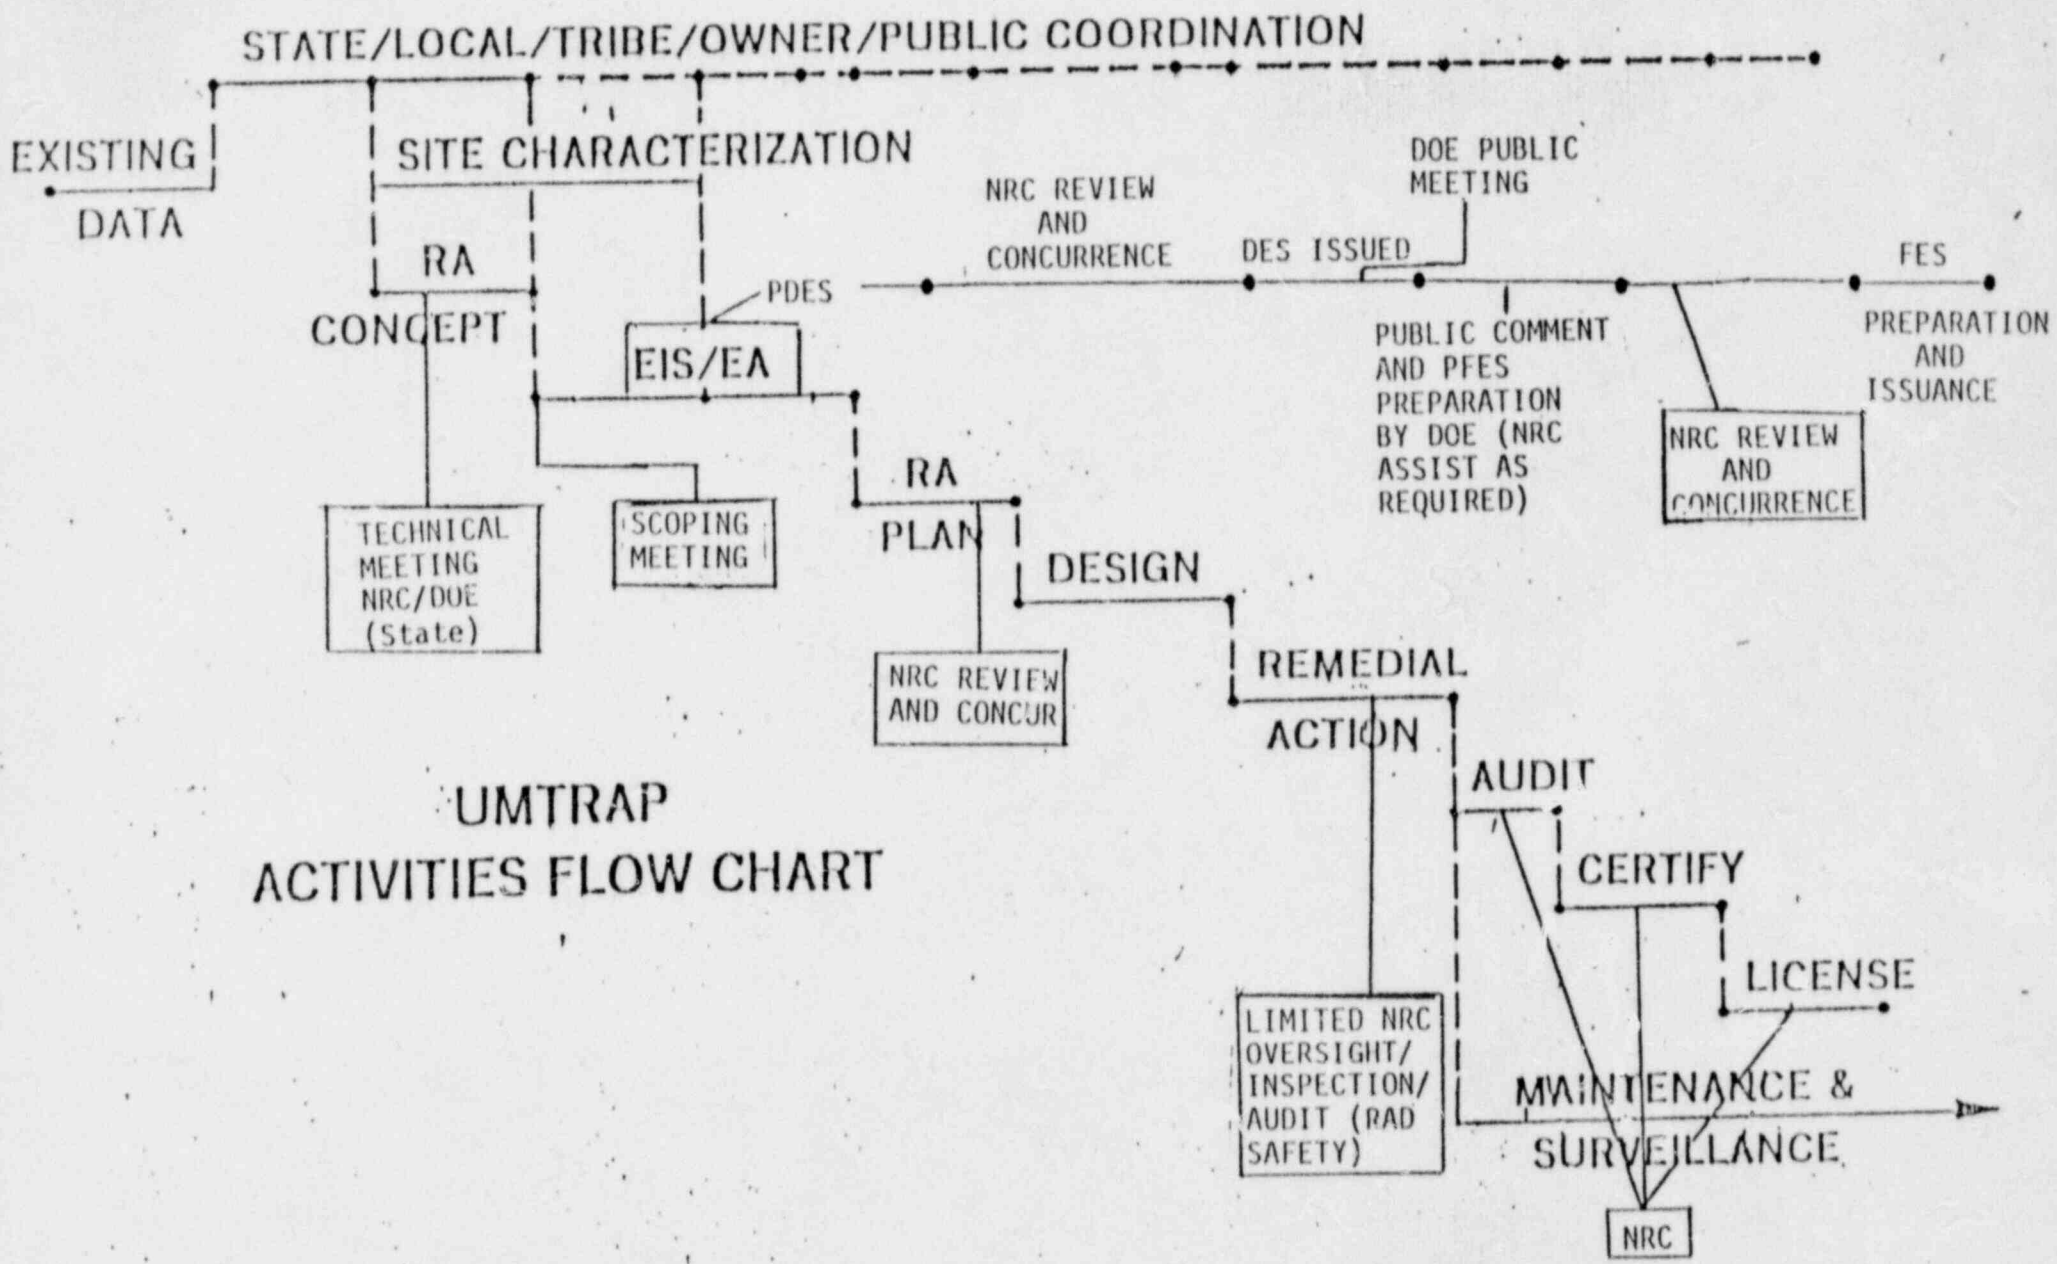 STATE/LOCAL/TRIBE/OWNER/PUBLIC COORDINATION
EXISTING
DATA
SITE CHARACTERIZATION
RA
CONCEPT
TECHNICAL
MEETING
NRC/DOE
(State)
PDES
EIS/EA
SCOPING
MEETING
NRC REVIEW
AND
CONCURRENCE
DES ISSUED
DOE PUBLIC
MEETING
PUBLIC COMMENT
AND PFES
PREPARATION
BY DOE (NRC
ASSIST AS
REQUIRED)
NRC REVIEW
AND
CONCURRENCE
FES
PREPARATION
AND
ISSUANCE
RA
PLAN
NRC REVIEW
AND CONCUR
DESIGN
REMEDIAL
ACTION
LIMITED NRC
OVERSIGHT/
INSPECTION/
AUDIT (RAD
SAFETY)
AUDIT
CERTIFY
LICENSE
MAINTENANCE &
SURVEILLANCE
NRC
UMTRAP
ACTIVITIES FLOW CHART